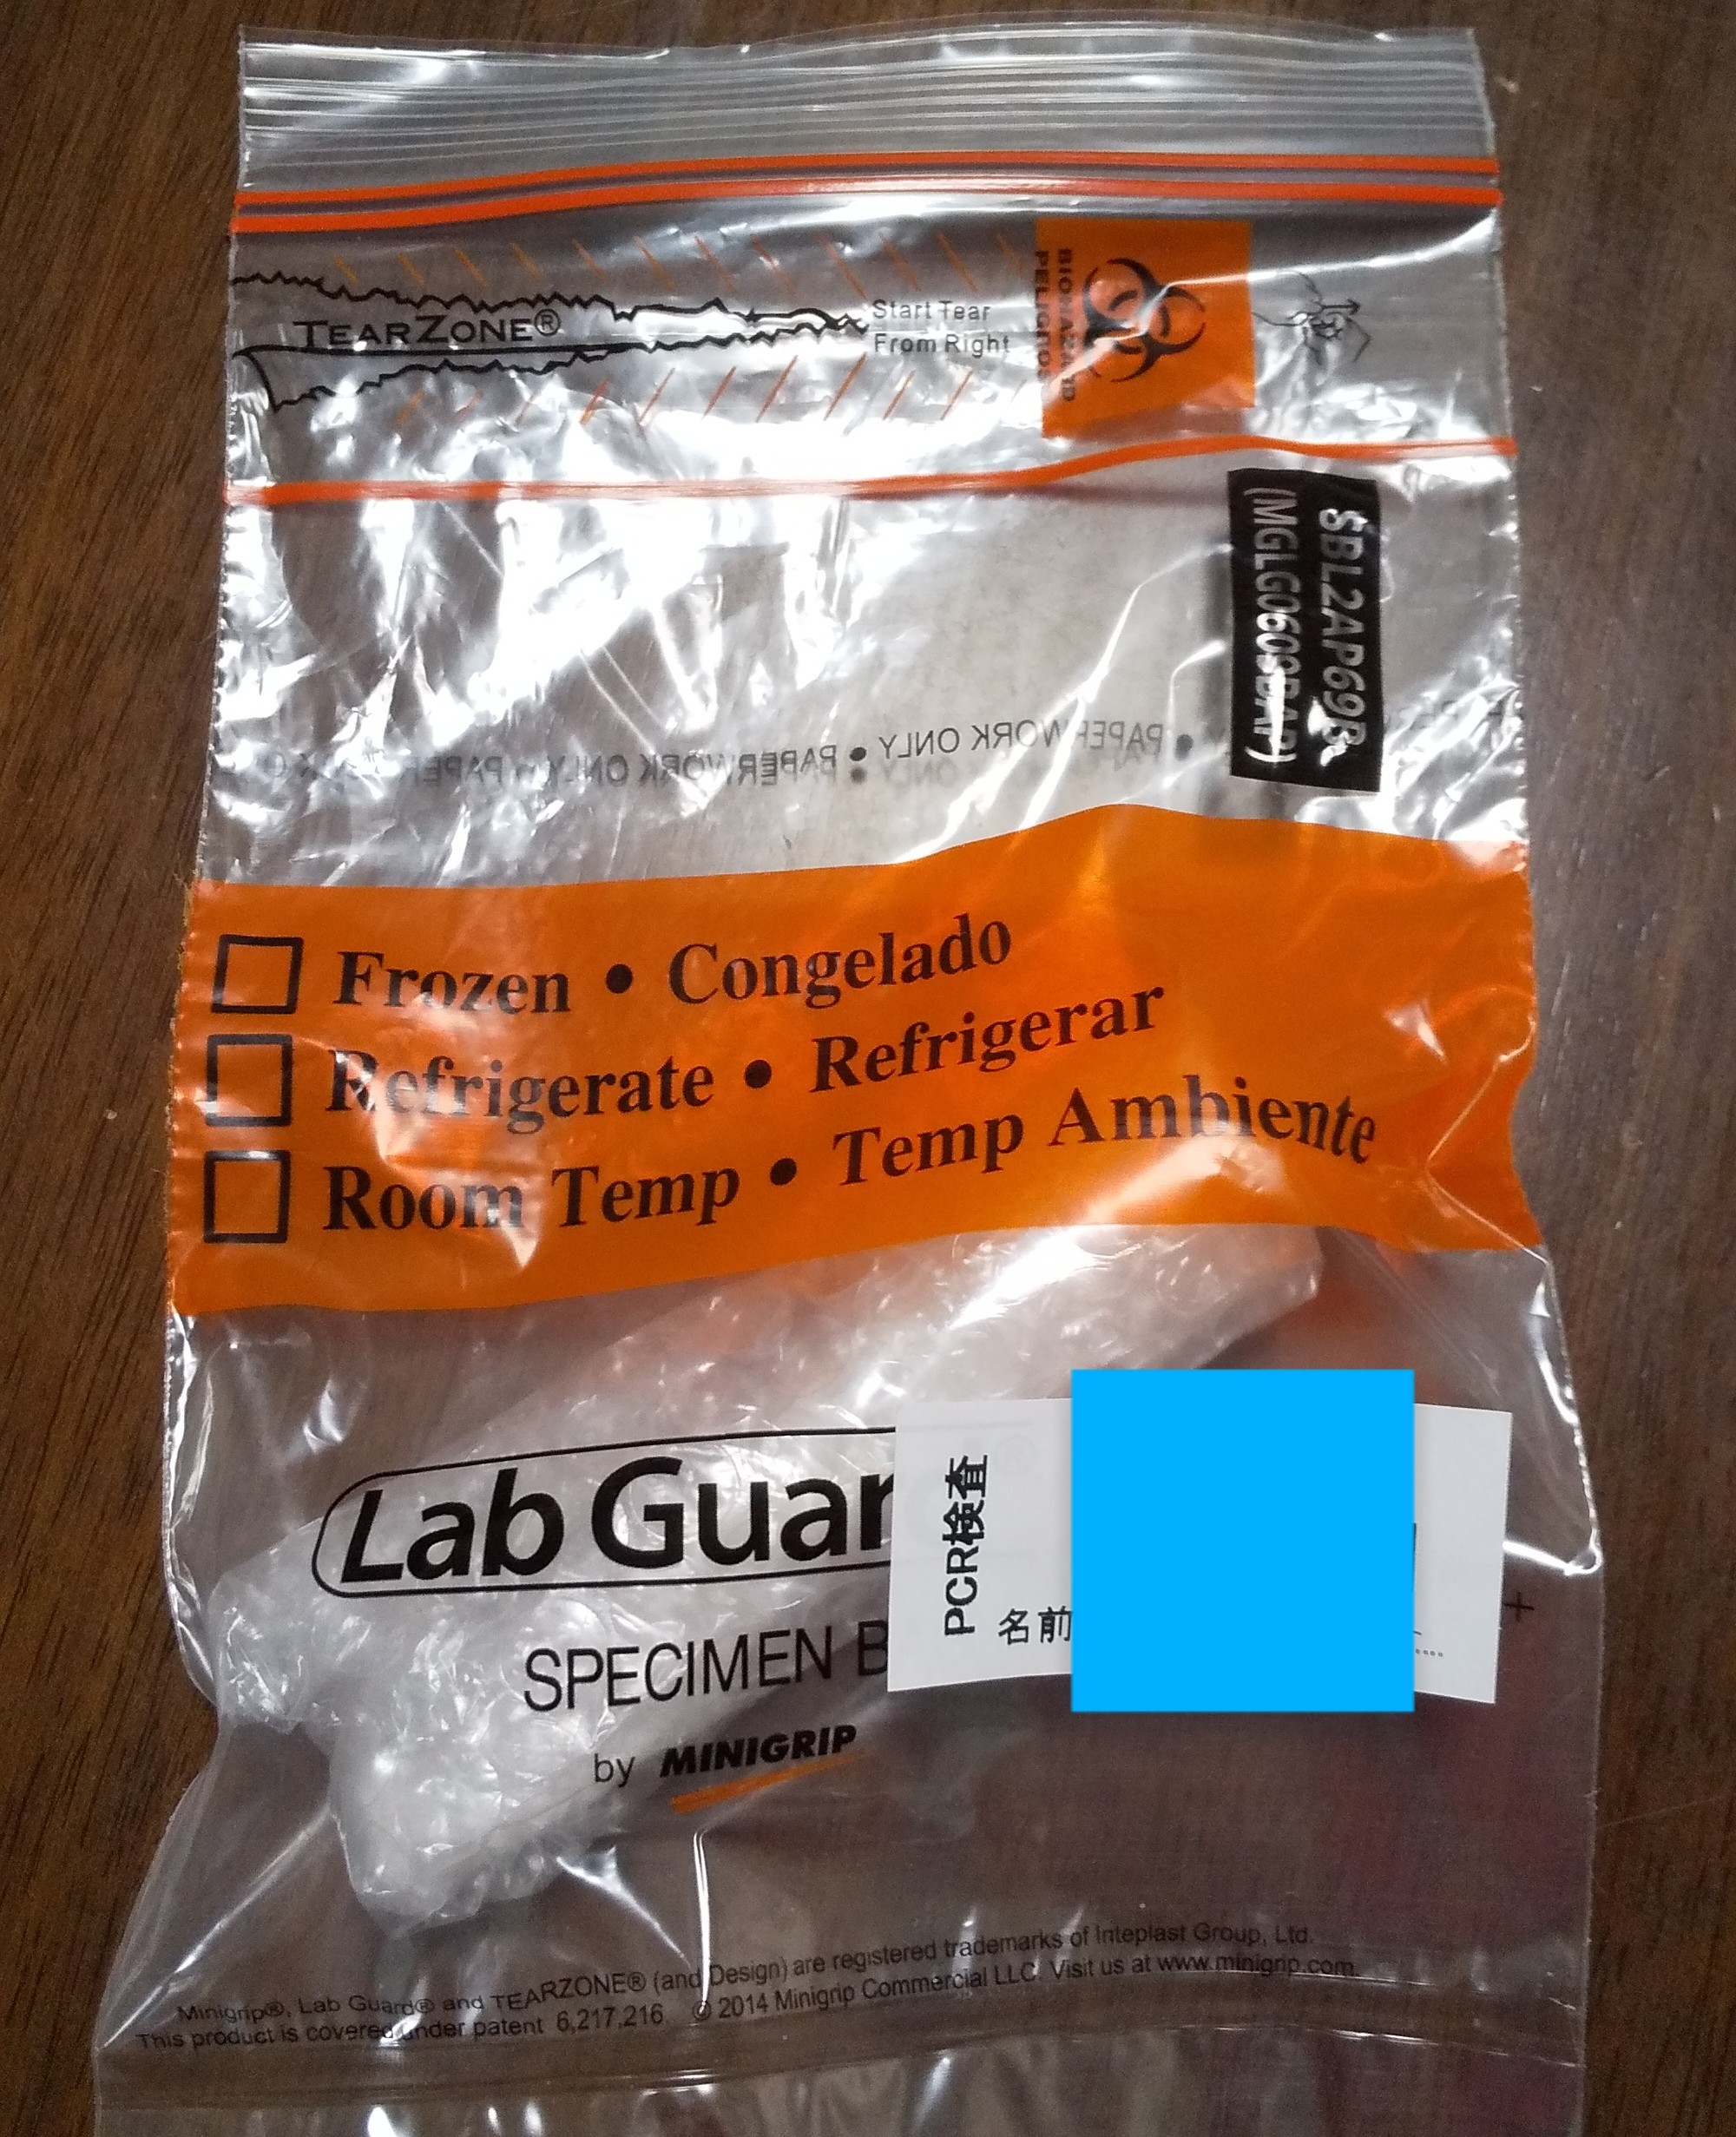 TEARZONE®
Start Tear
From Right
BIOHAZARD
PELIGROS
SBL2AP69B
(MGLG0609BAP)
• PAPERWORK ONLY • PAPERWORK ONLY • PAPER
Frozen • Congelado
Refrigerate • Refrigerar
Room Temp • Temp Ambiente
Lab Guar
SPECIMEN B
by MINIGRIP
PCR検査
名前
Minigrip®, Lab Guard® and TEARZONE® (and Design) are registered trademarks of Inteplast Group, Ltd.
This product is covered under patent 6,217,216 © 2014 Minigrip Commercial LLC. Visit us at www.minigrip.com.